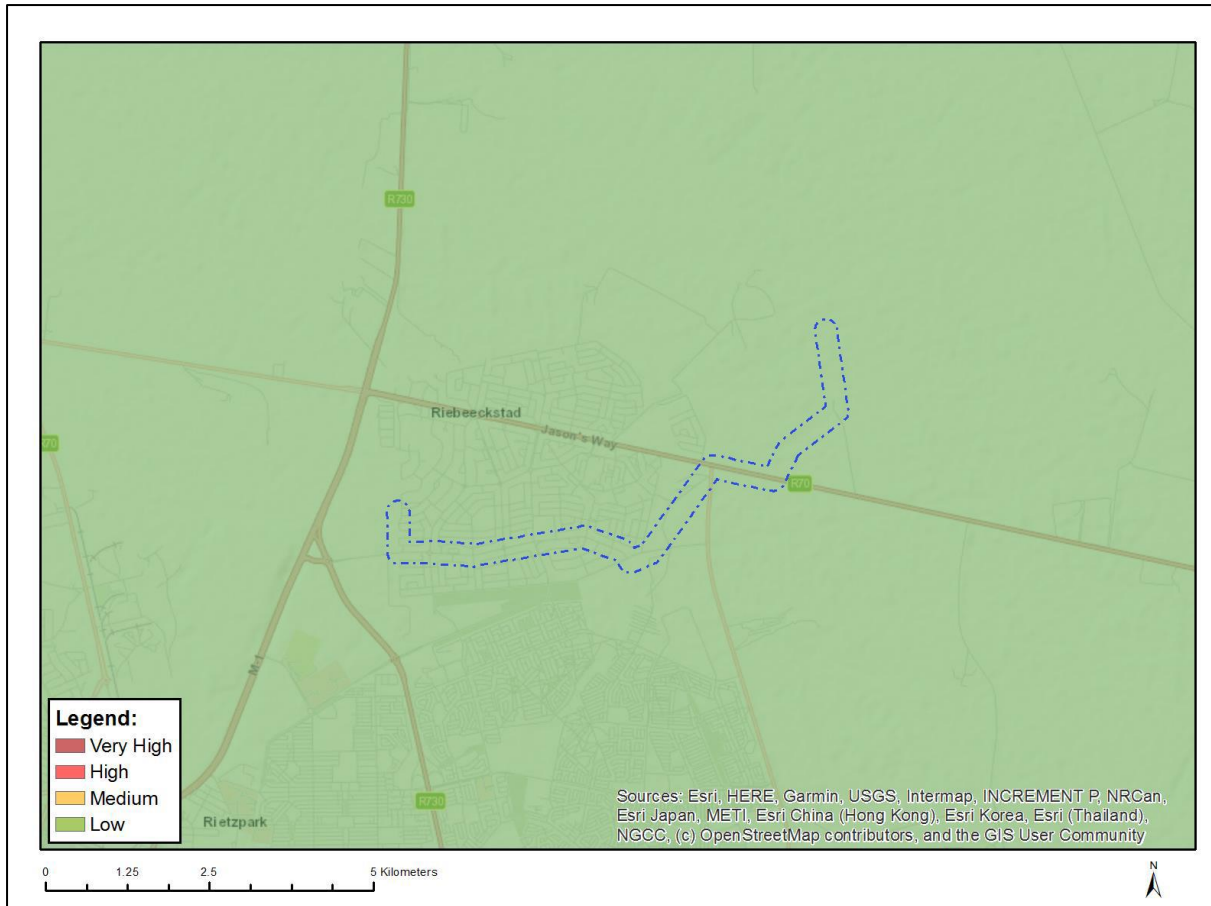 R730
Riebeeckstad
Jason's Way
R70
R70
M-1
R730
Rietzpark
Legend:
Very High
High
Medium
Low
Sources: Esri, HERE, Garmin, USGS, Intermap, INCREMENT P, NRCan,
Esri Japan, METI, Esri China (Hong Kong), Esri Korea, Esri (Thailand),
NGCC, (c) OpenStreetMap contributors, and the GIS User Community
0 1.25 2.5 5 Kilometers
N